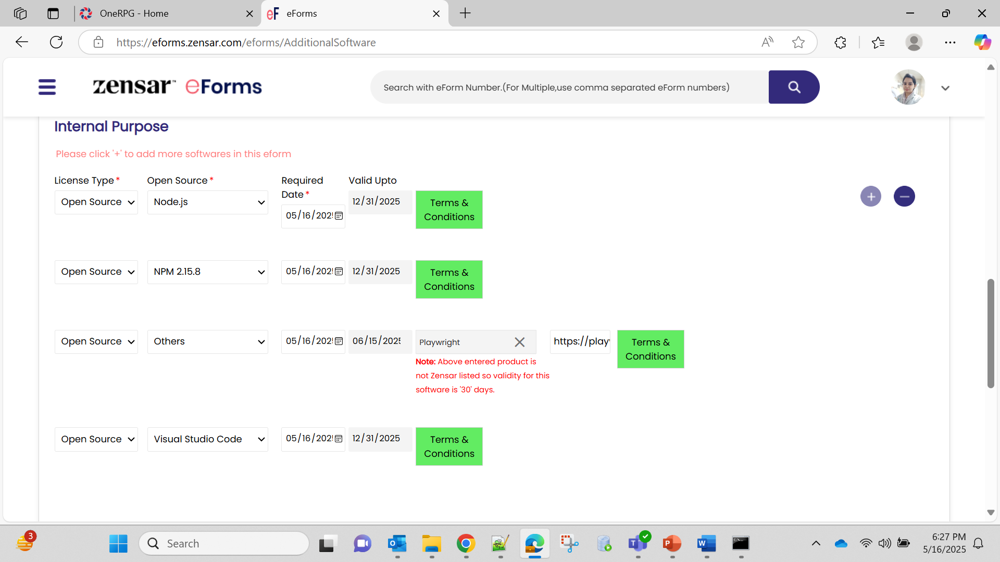 OneRPG - Home
eForms
https://eforms.zensar.com/eforms/AdditionalSoftware
zensar™ eForms
Search with eForm Number.(For Multiple,use comma separated eForm numbers)
Internal Purpose
Please click '+' to add more softwares in this eform
License Type *
Open Source *
Required Date *
Valid Upto
Open Source
Node.js
05/16/202
12/31/2025
Terms &
Conditions
Open Source
NPM 2.15.8
05/16/202
12/31/2025
Terms &
Conditions
Open Source
Others
05/16/202
06/15/2025
Playwright
https://play
Terms &
Conditions
Note: Above entered product is
not Zensar listed so validity for this
software is '30' days.
Open Source
Visual Studio Code
05/16/202
12/31/2025
Terms &
Conditions
3
Search
6:27 PM
5/16/2025